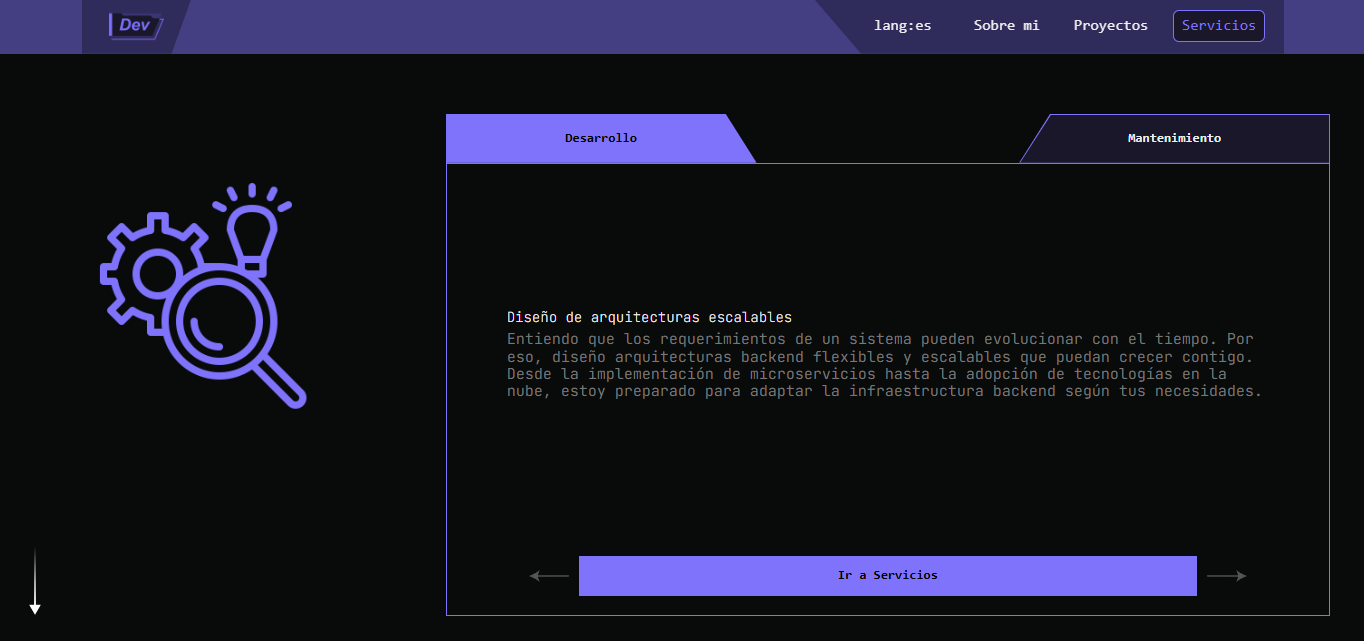 Dev
lang:es
Sobre mi
Proyectos
Servicios
Desarrollo
Mantenimiento
Diseño de arquitecturas escalables
Entiendo que los requerimientos de un sistema pueden evolucionar con el tiempo. Por
eso, diseño arquitecturas backend flexibles y escalables que puedan crecer contigo.
Desde la implementación de microservicios hasta la adopción de tecnologías en la
nube, estoy preparado para adaptar la infraestructura backend según tus necesidades.
Ir a Servicios